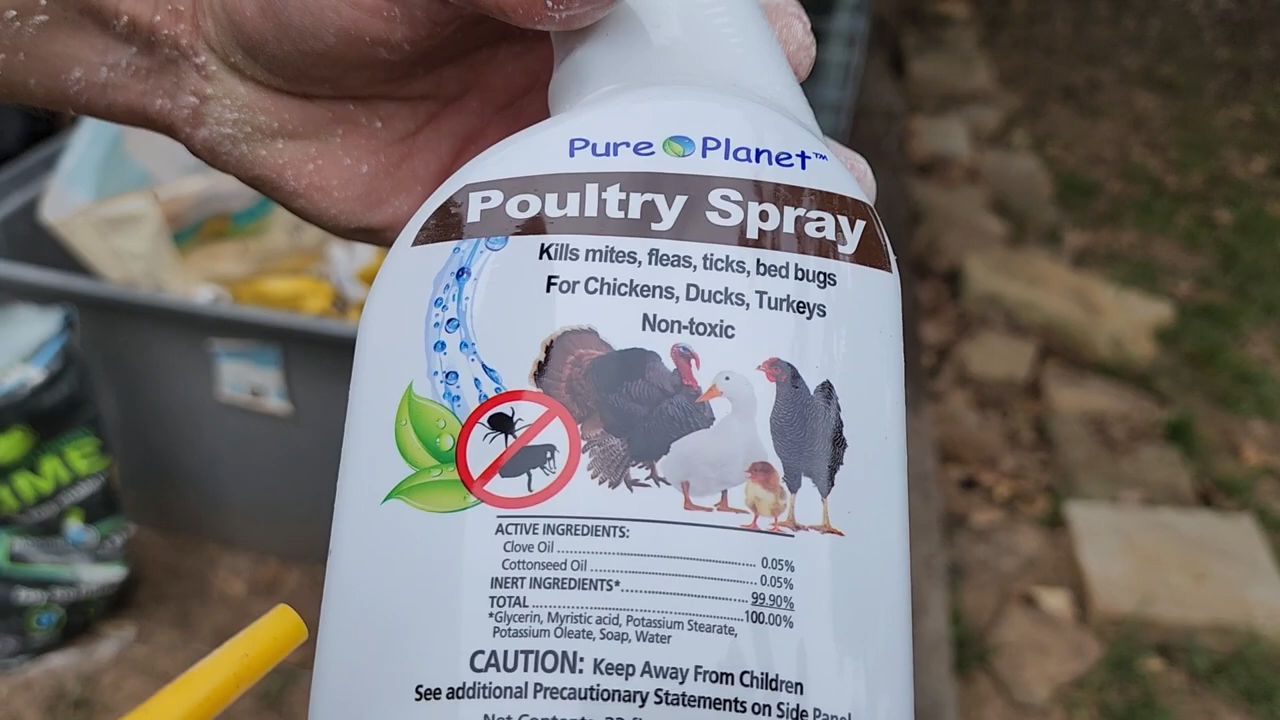 Pure Planet™
Poultry Spray
Kills mites, fleas, ticks, bed bugs
For Chickens, Ducks, Turkeys
Non-toxic
ACTIVE INGREDIENTS:
Clove Oil ........................................................ 0.05%
Cottonseed Oil ............................................. 0.05%
INERT INGREDIENTS*................................. 99.90%
TOTAL ..........................................................100.00%
*Glycerin, Myristic acid, Potassium Stearate,
Potassium Oleate, Soap, Water
CAUTION: Keep Away From Children
See additional Precautionary Statements on Side Panel